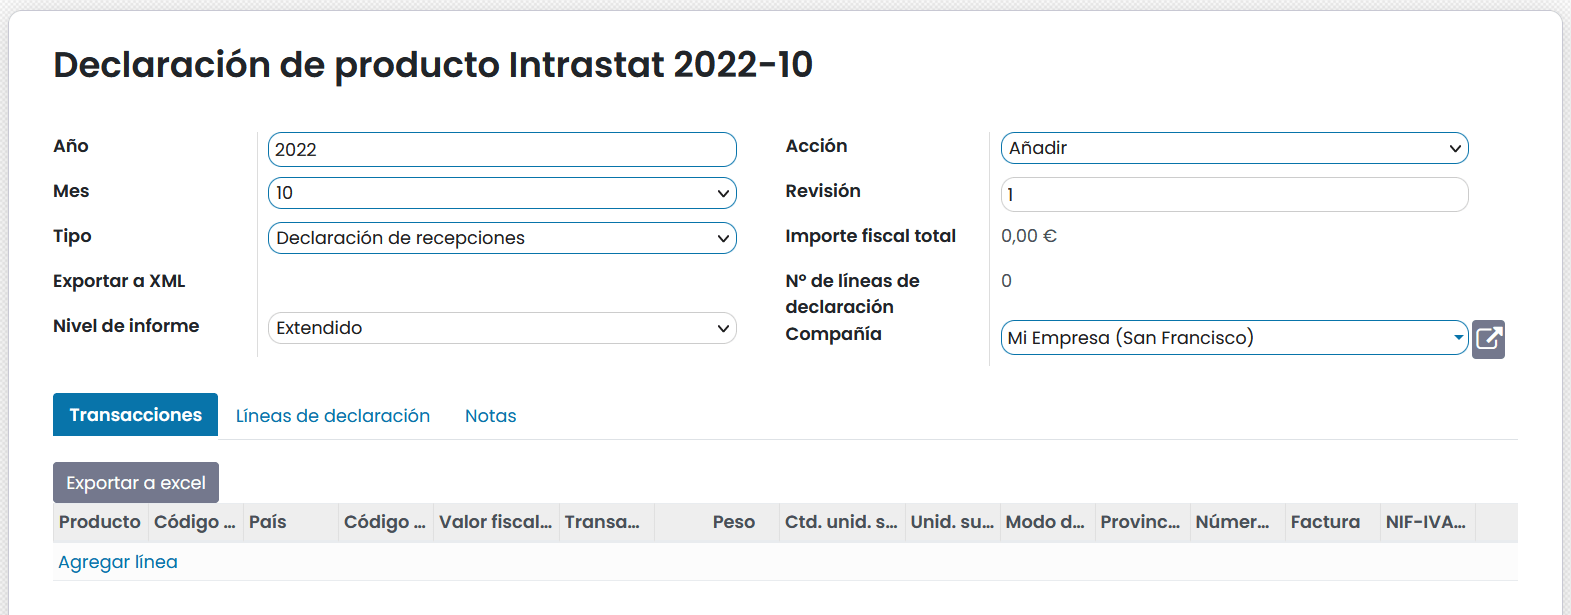 Declaración de producto Intrastat 2022-10
Año
2022
Mes
10
Tipo
Declaración de recepciones
Exportar a XML
Nivel de informe
Extendido
Acción
Añadir
Revisión
1
Importe fiscal total
0,00 €
Nº de líneas de
declaración
0
Compañía
Mi Empresa (San Francisco)
Transacciones Líneas de declaración Notas
Exportar a excel
Producto Código ... País Código ... Valor fiscal... Transa... Peso Ctd. unid. s... Unid. su... Modo d... Provinc... Númer... Factura NIF-IVA...
Agregar línea